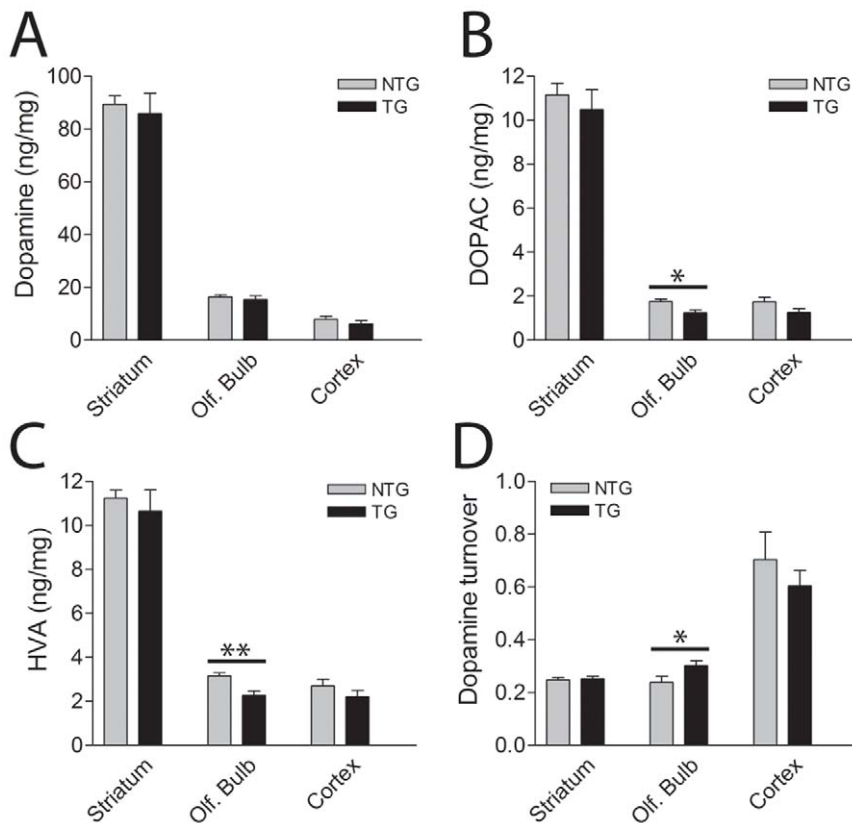 A
Dopamine (ng/mg)
100
80
60
40
20
0
NTG
TG
Striatum
Olf. Bulb
Cortex
B
DOPAC (ng/mg)
12
10
8
6
4
2
0
NTG
TG
*
Striatum
Olf. Bulb
Cortex
C
HVA (ng/mg)
12
10
8
6
4
2
0
NTG
TG
**
Striatum
Olf. Bulb
Cortex
D
Dopamine turnover
1.0
0.8
0.6
0.4
0.2
0.0
NTG
TG
*
Striatum
Olf. Bulb
Cortex